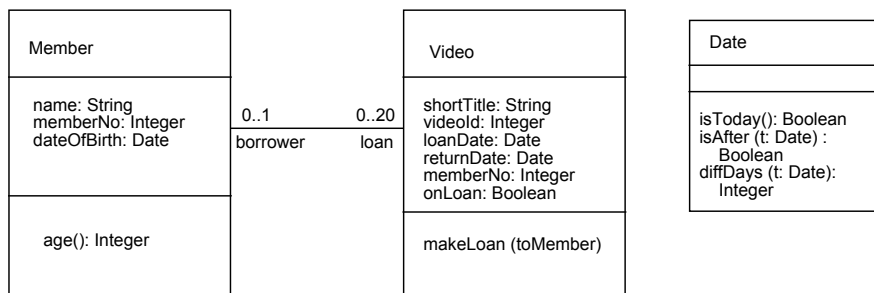 Member
name: String
memberNo: Integer
dateOfBirth: Date
age(): Integer
0..1
borrower
0..20
loan
Video
shortTitle: String
videoId: Integer
loanDate: Date
returnDate: Date
memberNo: Integer
onLoan: Boolean
makeLoan (toMember)
Date
isToday(): Boolean
isAfter (t: Date) :
Boolean
diffDays (t: Date):
Integer